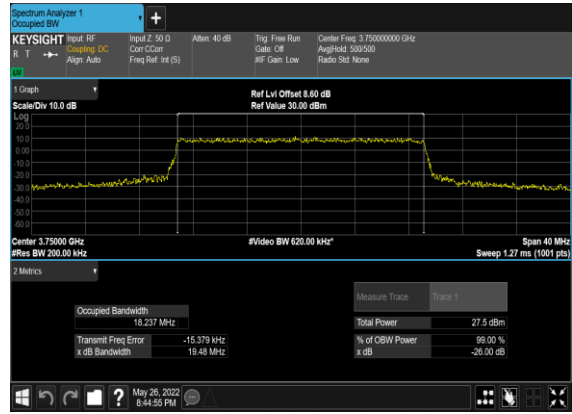 Spectrum Analyzer 1
Occupied BW
KEYSIGHT Input: RF Input Z: 50 Ω Atten: 40 dB Trig: Free Run Center Freq: 3.750000000 GHz
R T Coupling: DC Corr CCorr Gate: Off Avg|Hold: 500/500
Align: Auto Freq Ref: Int (S) #IF Gain: Low Radio Std: None
1 Graph
Ref Lvl Offset 8.60 dB
Scale/Div 10.0 dB Ref Value 30.00 dBm
Log
20.0
10.0
0.00
-10.0
-20.0
-30.0
-40.0
-50.0
-60.0
Center 3.75000 GHz #Video BW 620.00 kHz* Span 40 MHz
#Res BW 200.00 kHz Sweep 1.27 ms (1001 pts)
2 Metrics
Measure Trace Trace 1
Occupied Bandwidth
18.237 MHz Total Power 27.5 dBm
Transmit Freq Error -15.379 kHz % of OBW Power 99.00 %
x dB Bandwidth 19.48 MHz x dB -26.00 dB
May 26, 2022
8:44:55 PM